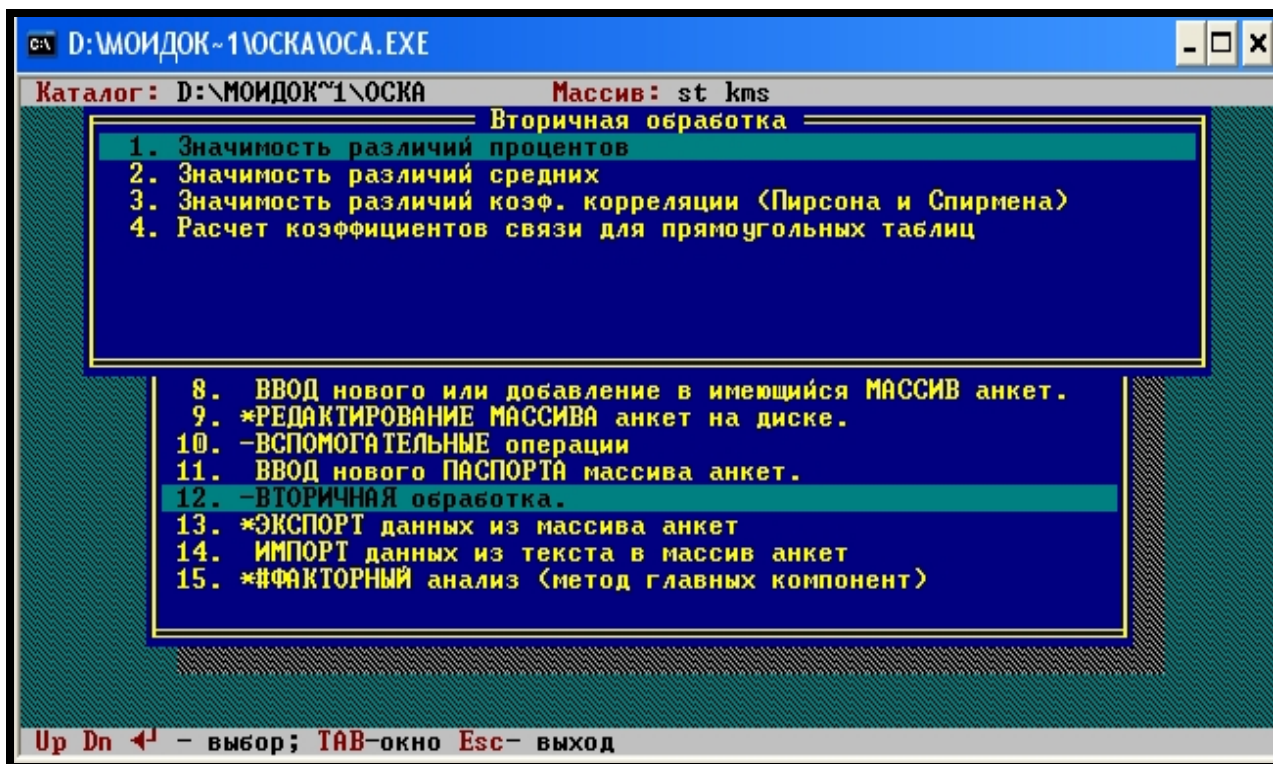 D:\МОИДОК~1\ОСКА\ОСА.EXE
Каталог: D:\МОИДОК~1\ОСКА Массив: st kms
Вторичная обработка
1. Значимость различий процентов
2. Значимость различий средних
3. Значимость различий коэф. корреляции (Пирсона и Спирмена)
4. Расчет коэффициентов связи для прямоугольных таблиц
8. ВВОД нового или добавление в имеющийся МАССИВ анкет.
9. *РЕДАКТИРОВАНИЕ МАССИВА анкет на диске.
10. -ВСПОМОГАТЕЛЬНЫЕ операции
11. ВВОД нового ПАСПОРТА массива анкет.
12. -ВТОРИЧНАЯ обработка.
13. *ЭКСПОРТ данных из массива анкет
14. ИМПОРТ данных из текста в массив анкет
15. *#ФАКТОРНЫЙ анализ (метод главных компонент)
Up Dn ◄┘ - выбор; TAB-окно Esc- выход